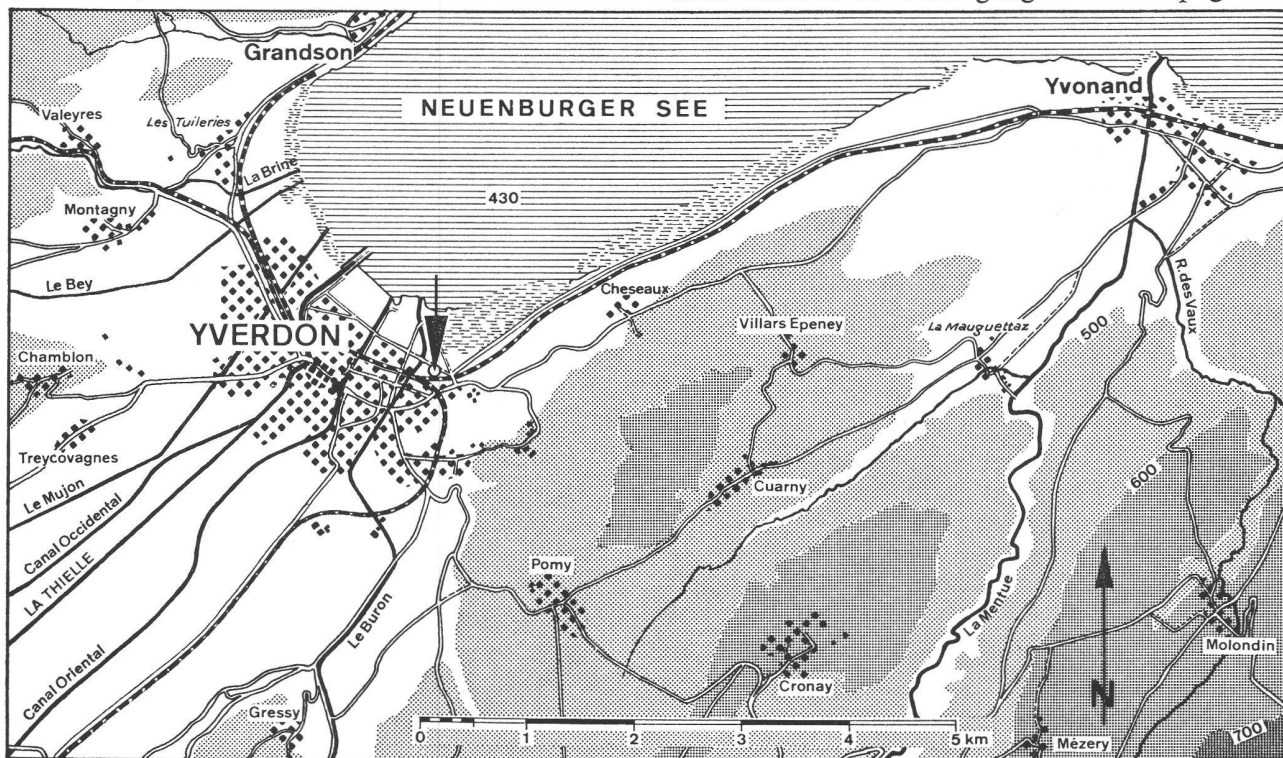 Grandson
Yvonand
NEUENBURGER SEE
Valeyres
Les Tuileries
La Brine
430
Montagny
Le Bey
Cheseaux
R. des Vaux
YVERDON
Villars Epeney
La Mauguettaz
500
Chamblon
Treycovagnes
Le Mujon
Cuarny
600
Canal Occidental
LA THIELLE
Pomy
Le Buron
La Mentue
Molondin
Canal Oriental
Cronay
N
Gressy
0 1 2 3 4 5 km
Mézery
700